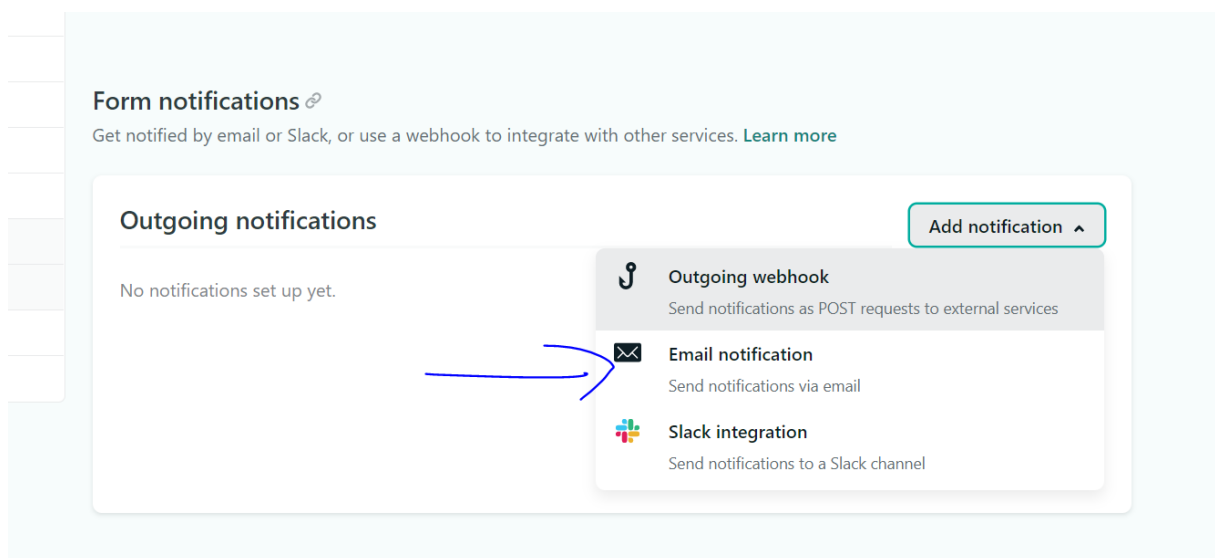 Form notifications
Get notified by email or Slack, or use a webhook to integrate with other services. Learn more
Outgoing notifications
Add notification
No notifications set up yet.
Outgoing webhook
Send notifications as POST requests to external services
Email notification
Send notifications via email
Slack integration
Send notifications to a Slack channel